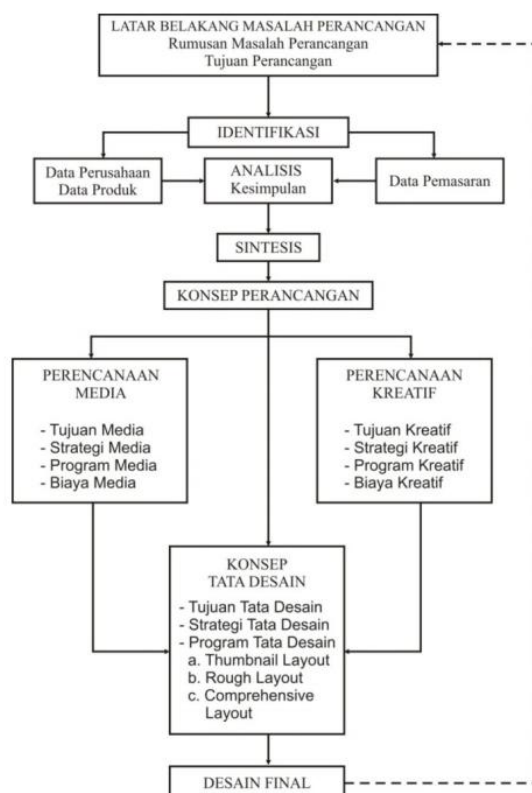 LATAR BELAKANG MASALAH PERANCANGAN
Rumusan Masalah Perancangan
Tujuan Perancangan
IDENTIFIKASI
Data Perusahaan
Data Produk
ANALISIS
Kesimpulan
Data Pemasaran
SINTESIS
KONSEP PERANCANGAN
PERENCANAAN
MEDIA
- Tujuan Media
- Strategi Media
- Program Media
- Biaya Media
PERENCANAAN
KREATIF
- Tujuan Kreatif
- Strategi Kreatif
- Program Kreatif
- Biaya Kreatif
KONSEP
TATA DESAIN
- Tujuan Tata Desain
- Strategi Tata Desain
- Program Tata Desain
a. Thumbnail Layout
b. Rough Layout
c. Comprehensive
Layout
DESAIN FINAL